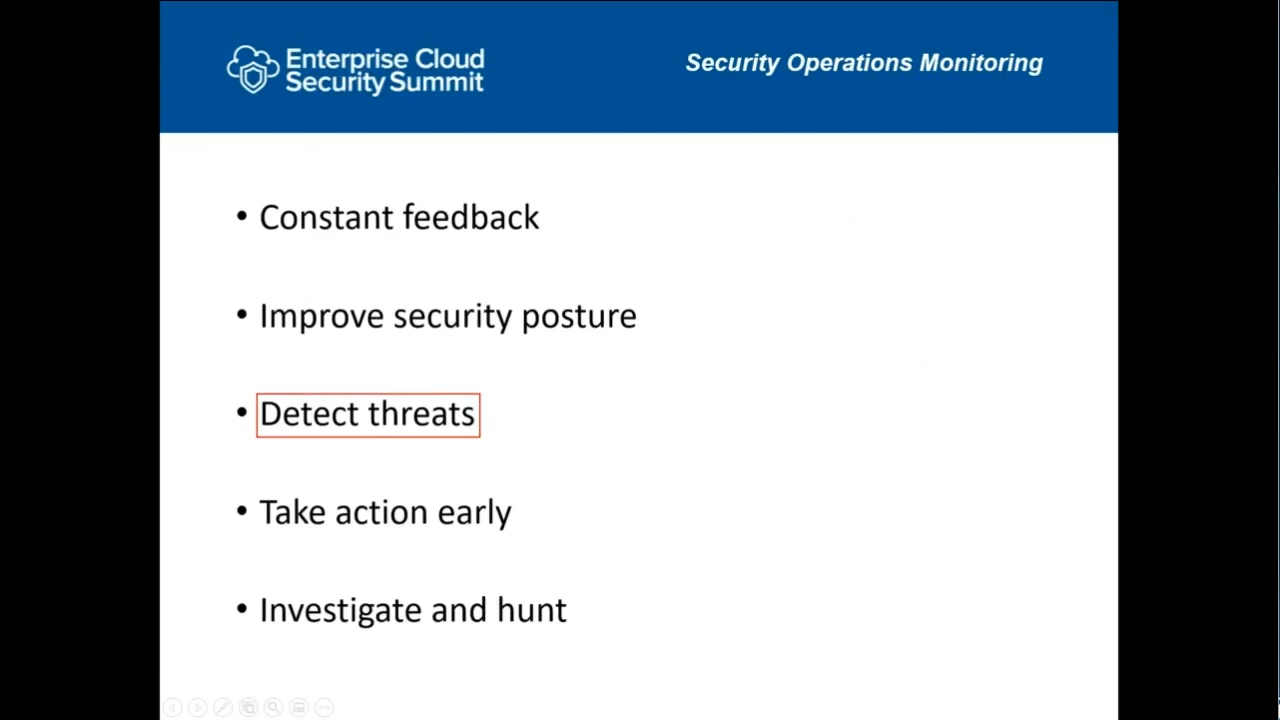 Enterprise Cloud
Security Summit
Security Operations Monitoring
• Constant feedback
• Improve security posture
• Detect threats
• Take action early
• Investigate and hunt